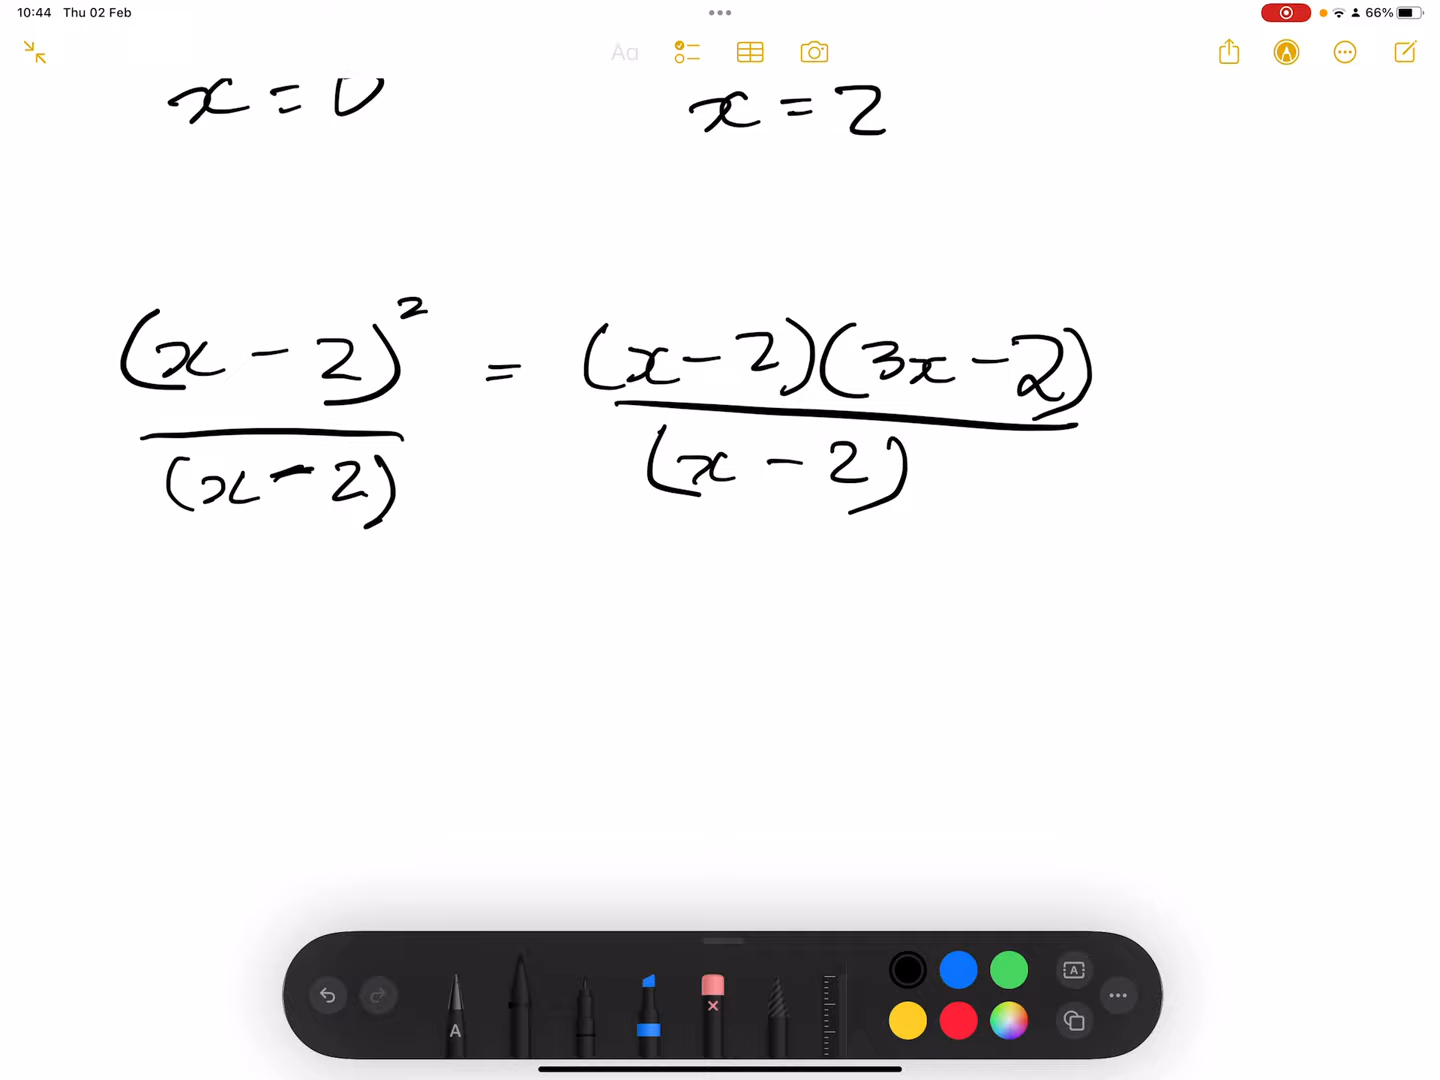 10:44 Thu 02 Feb 66%
Aa
x = 0 x = 2
(x - 2)² = (x - 2)(3x - 2)
(x - 2) (x - 2)
A
A